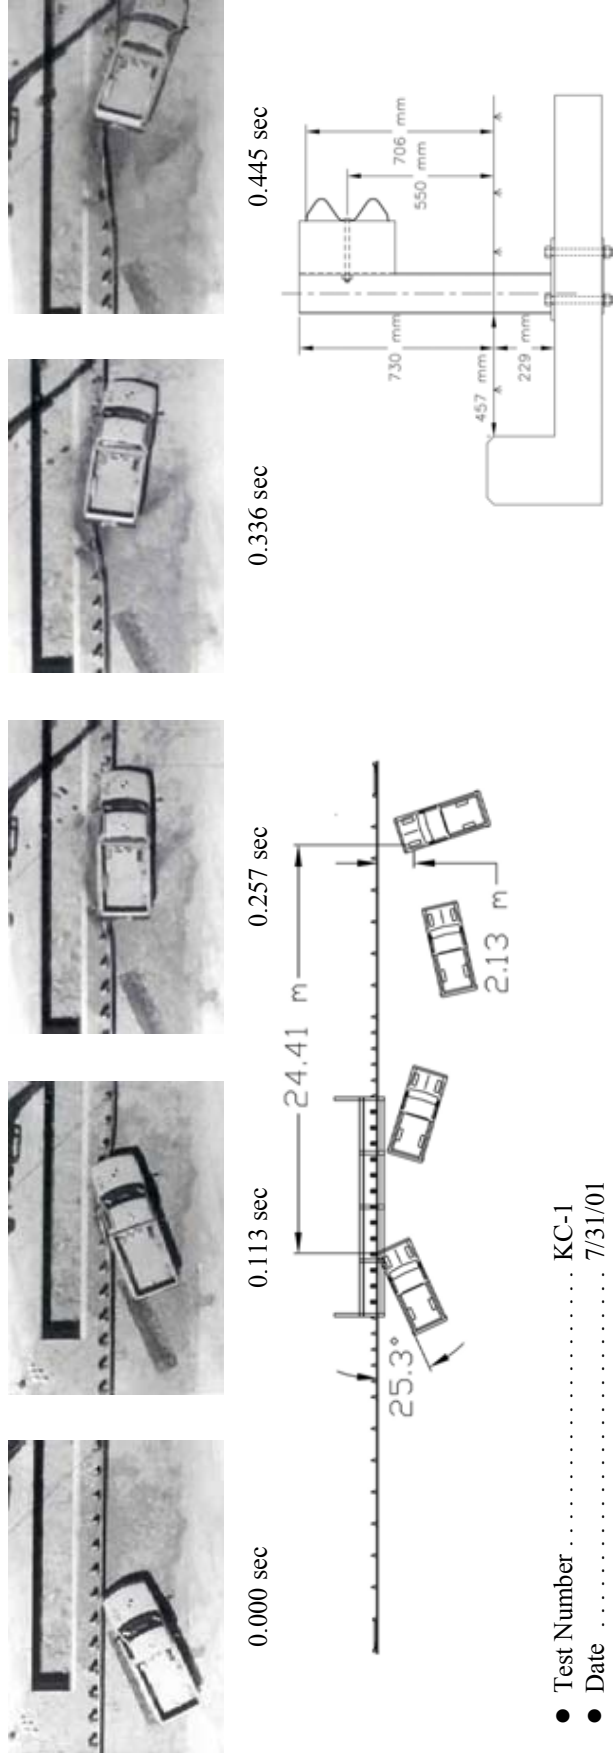 0.000 sec
0.113 sec
0.257 sec
0.336 sec
0.445 sec
24.41 m
25.3°
2.13 m
706 mm
550 mm
730 mm
457 mm
229 mm
● Test Number . . . . . . . . . . . . . . . . . . . . . . . . . . KC-1
● Date . . . . . . . . . . . . . . . . . . . . . . . . . . . . . . . . 7/31/01